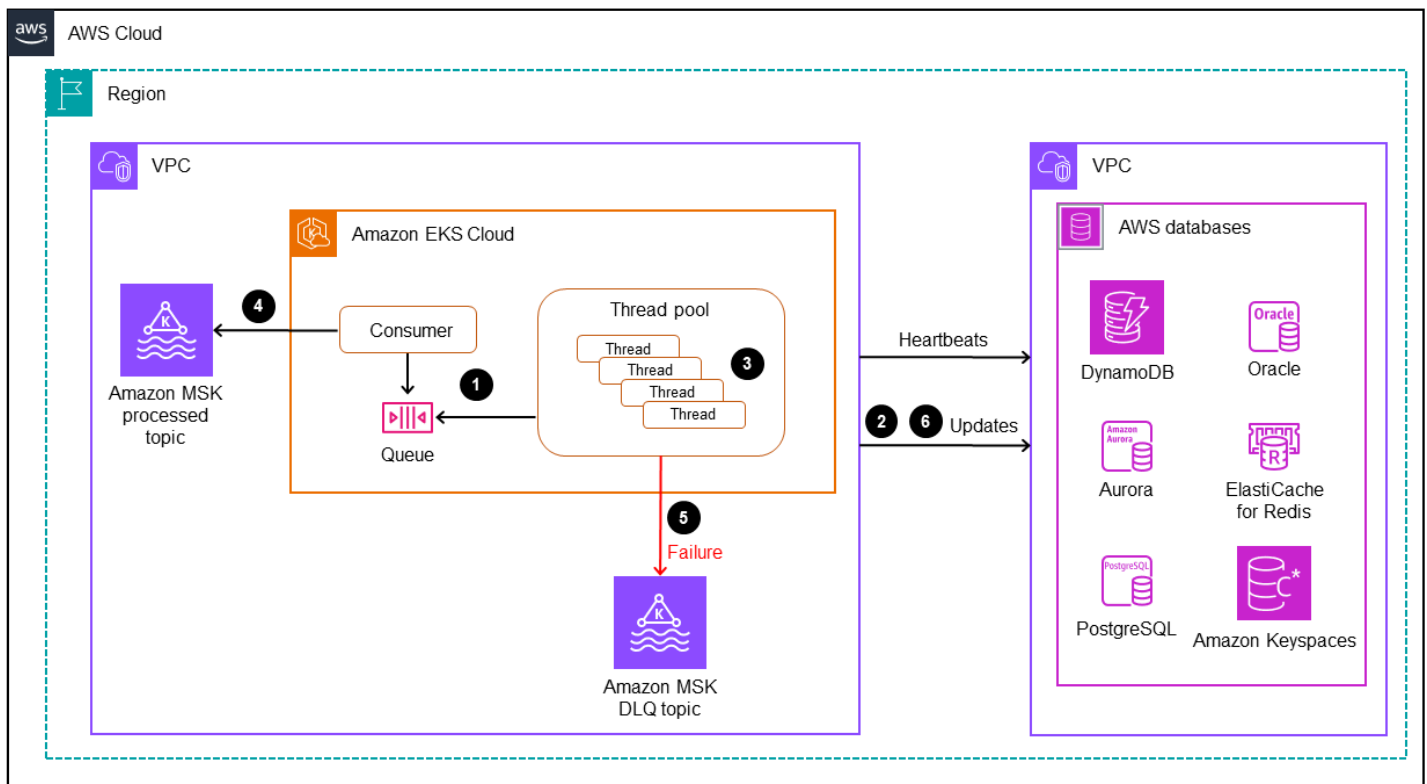 aws
AWS Cloud
Region
VPC
VPC
Amazon EKS Cloud
AWS databases
4
Consumer
Thread pool
Thread
Thread
Thread
Thread
3
1
Queue
K
Amazon MSK
processed
topic
Heartbeats
2 6 Updates
DynamoDB
Oracle
Oracle
Amazon
Aurora
Aurora
R
ElastiCache
for Redis
PostgreSQL
PostgreSQL
C*
Amazon Keyspaces
5
Failure
K
Amazon MSK
DLQ topic